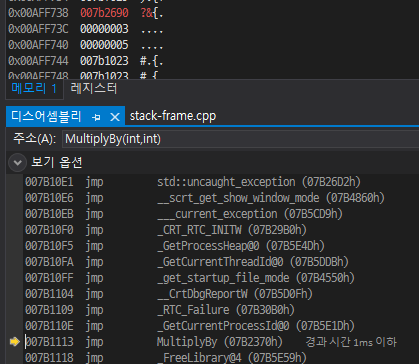 0x00AFF738 007b2690 ?&{.
0x00AFF73C 00000003 ....
0x00AFF740 00000005 ....
0x00AFF744 007b1023 #.{.
메모리 1 레지스터
디스어셈블리 stack-frame.cpp
주소(A): MultiplyBy(int,int)
보기 옵션
007B10E1 jmp std::uncaught_exception (07B26D2h)
007B10E6 jmp __scrt_get_show_window_mode (07B4860h)
007B10EB jmp ___current_exception (07B5CD9h)
007B10F0 jmp _CRT_RTC_INITW (07B29B0h)
007B10F5 jmp _GetProcessHeap@0 (07B5E4Dh)
007B10FA jmp _GetCurrentThreadId@0 (07B5DDBh)
007B10FF jmp _get_startup_file_mode (07B4550h)
007B1104 jmp __CrtDbgReportW (07B5D0Fh)
007B1109 jmp _RTC_Failure (07B30B0h)
007B110E jmp _GetCurrentProcessId@0 (07B5E1Dh)
007B1113 jmp MultiplyBy (07B2370h) 경과 시간 1ms 이하
007B1118 jmp _FreeLibrary@4 (07B5E59h)